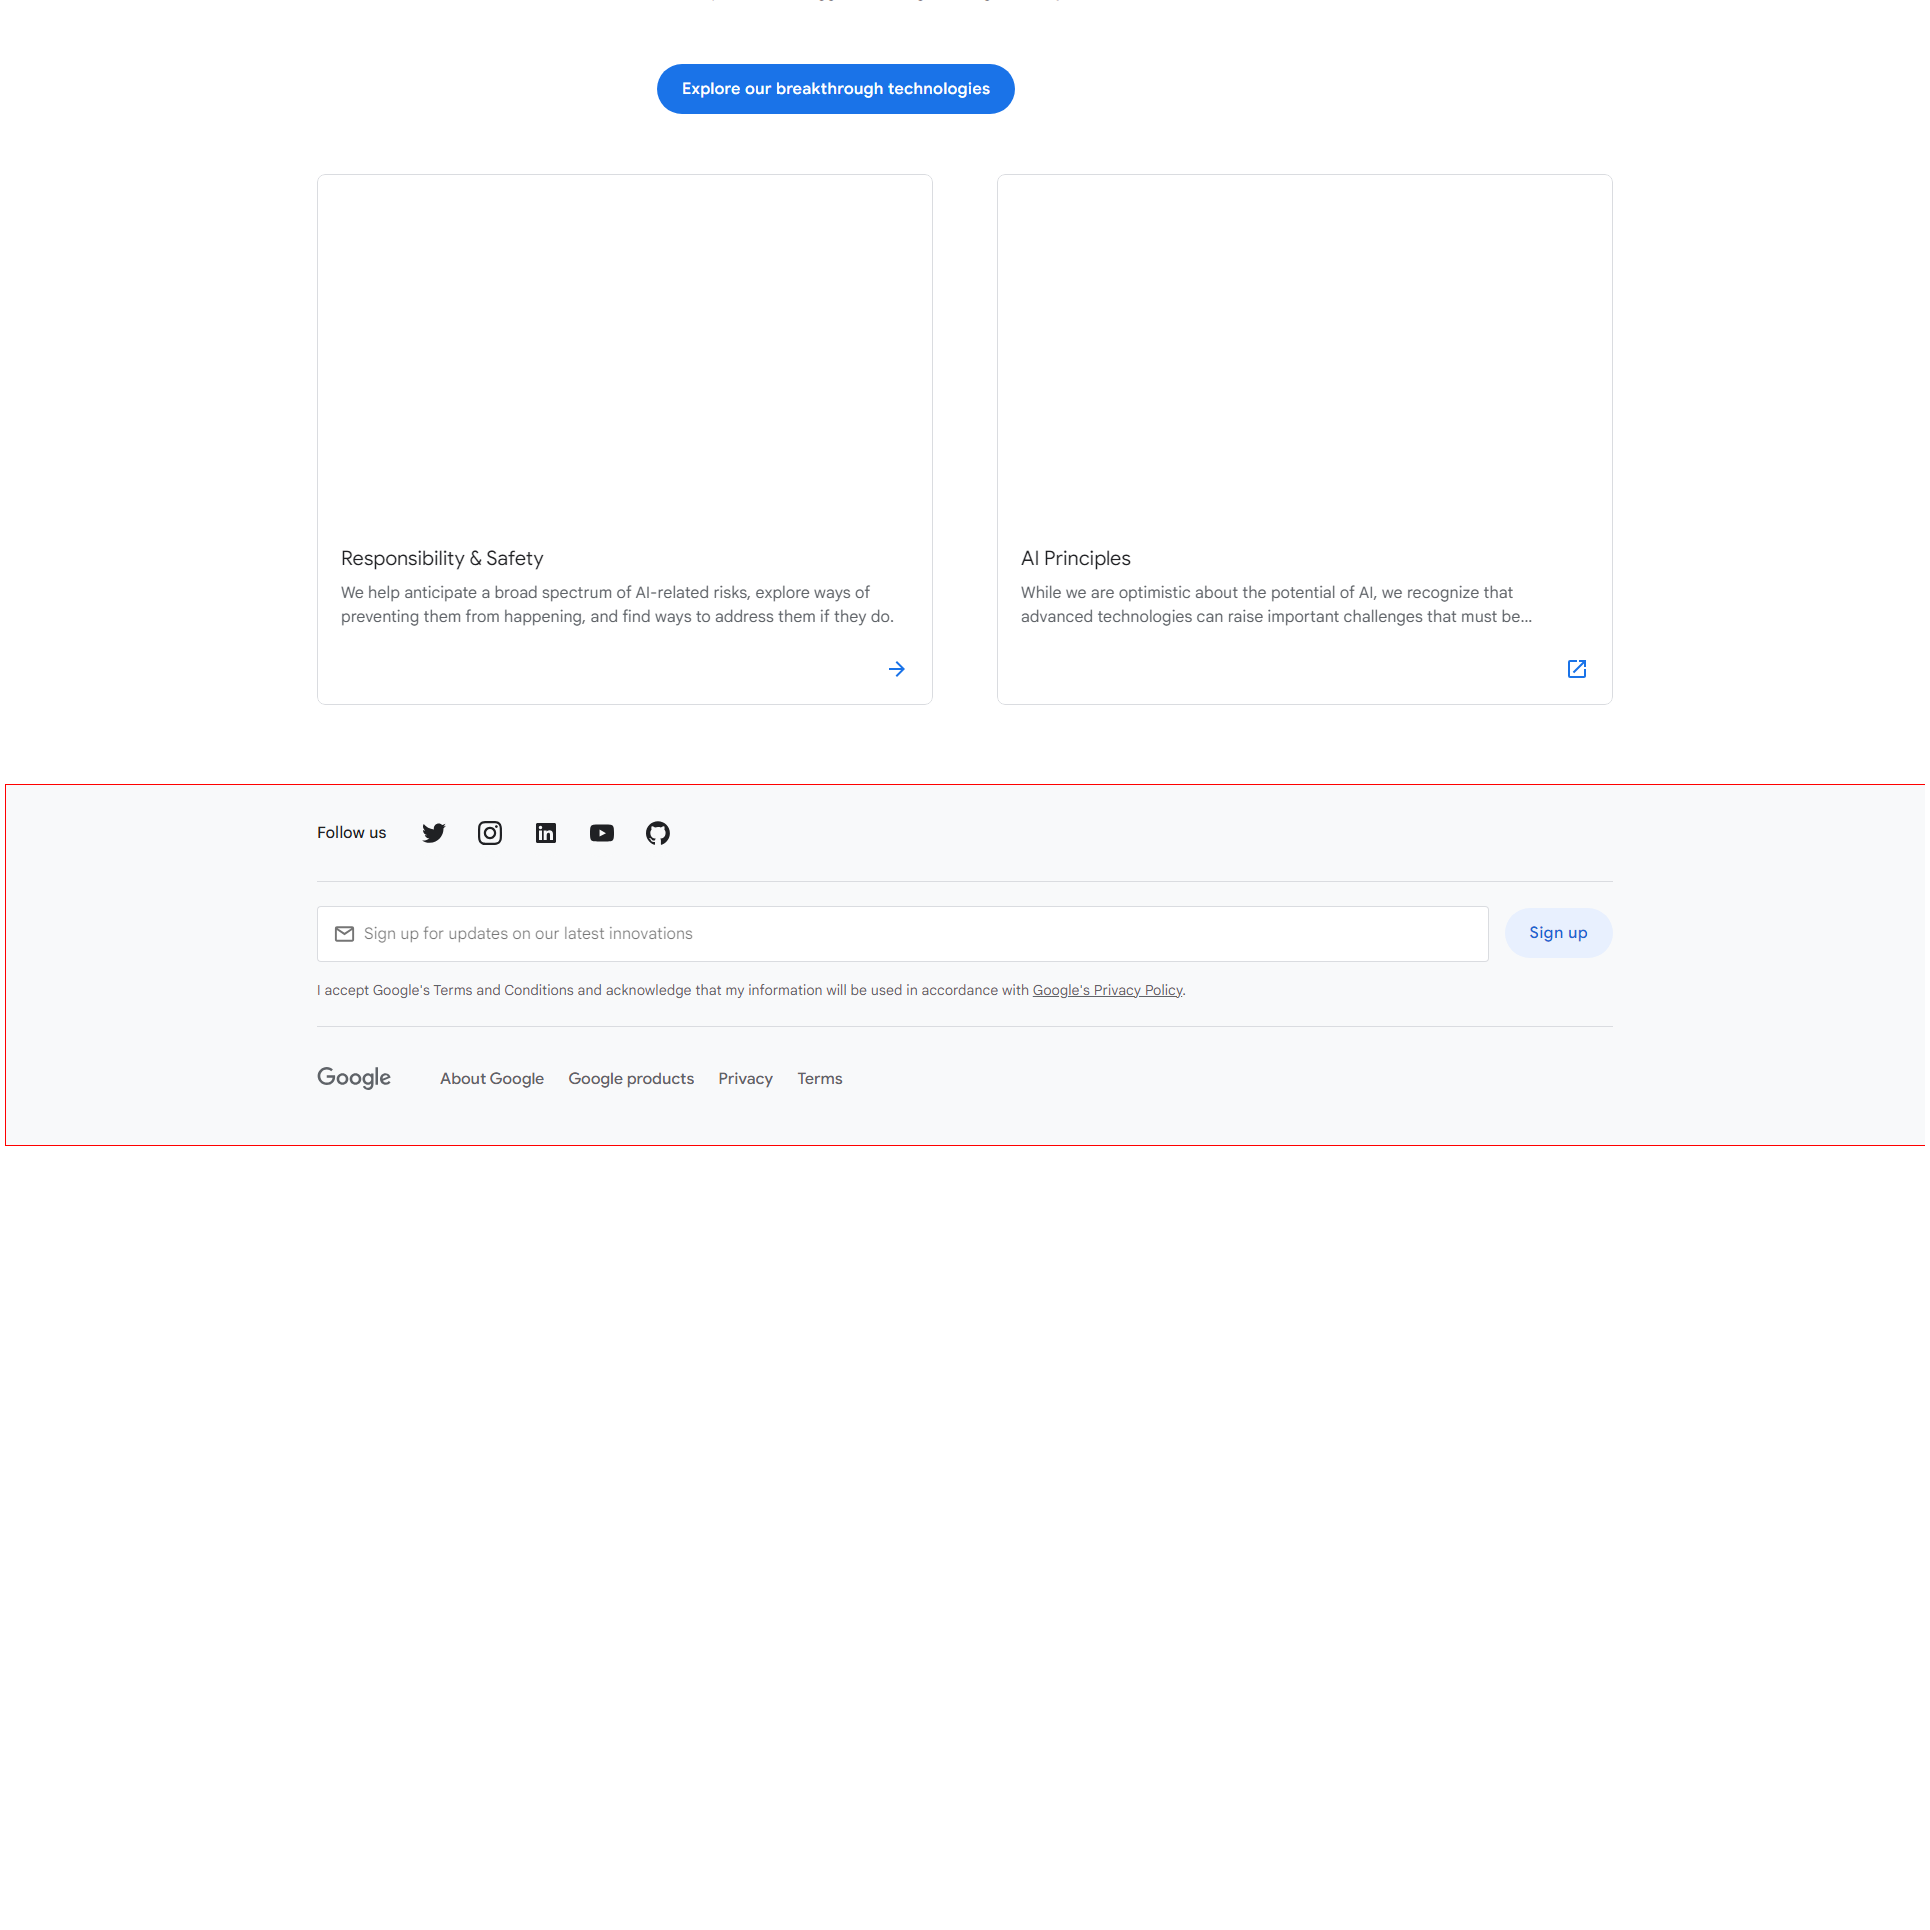 Explore our breakthrough technologies
Responsibility & Safety
We help anticipate a broad spectrum of AI-related risks, explore ways of
preventing them from happening, and find ways to address them if they do.
AI Principles
While we are optimistic about the potential of AI, we recognize that
advanced technologies can raise important challenges that must be...
Follow us
Sign up for updates on our latest innovations
Sign up
I accept Google's Terms and Conditions and acknowledge that my information will be used in accordance with Google's Privacy Policy.
Google
About Google
Google products
Privacy
Terms